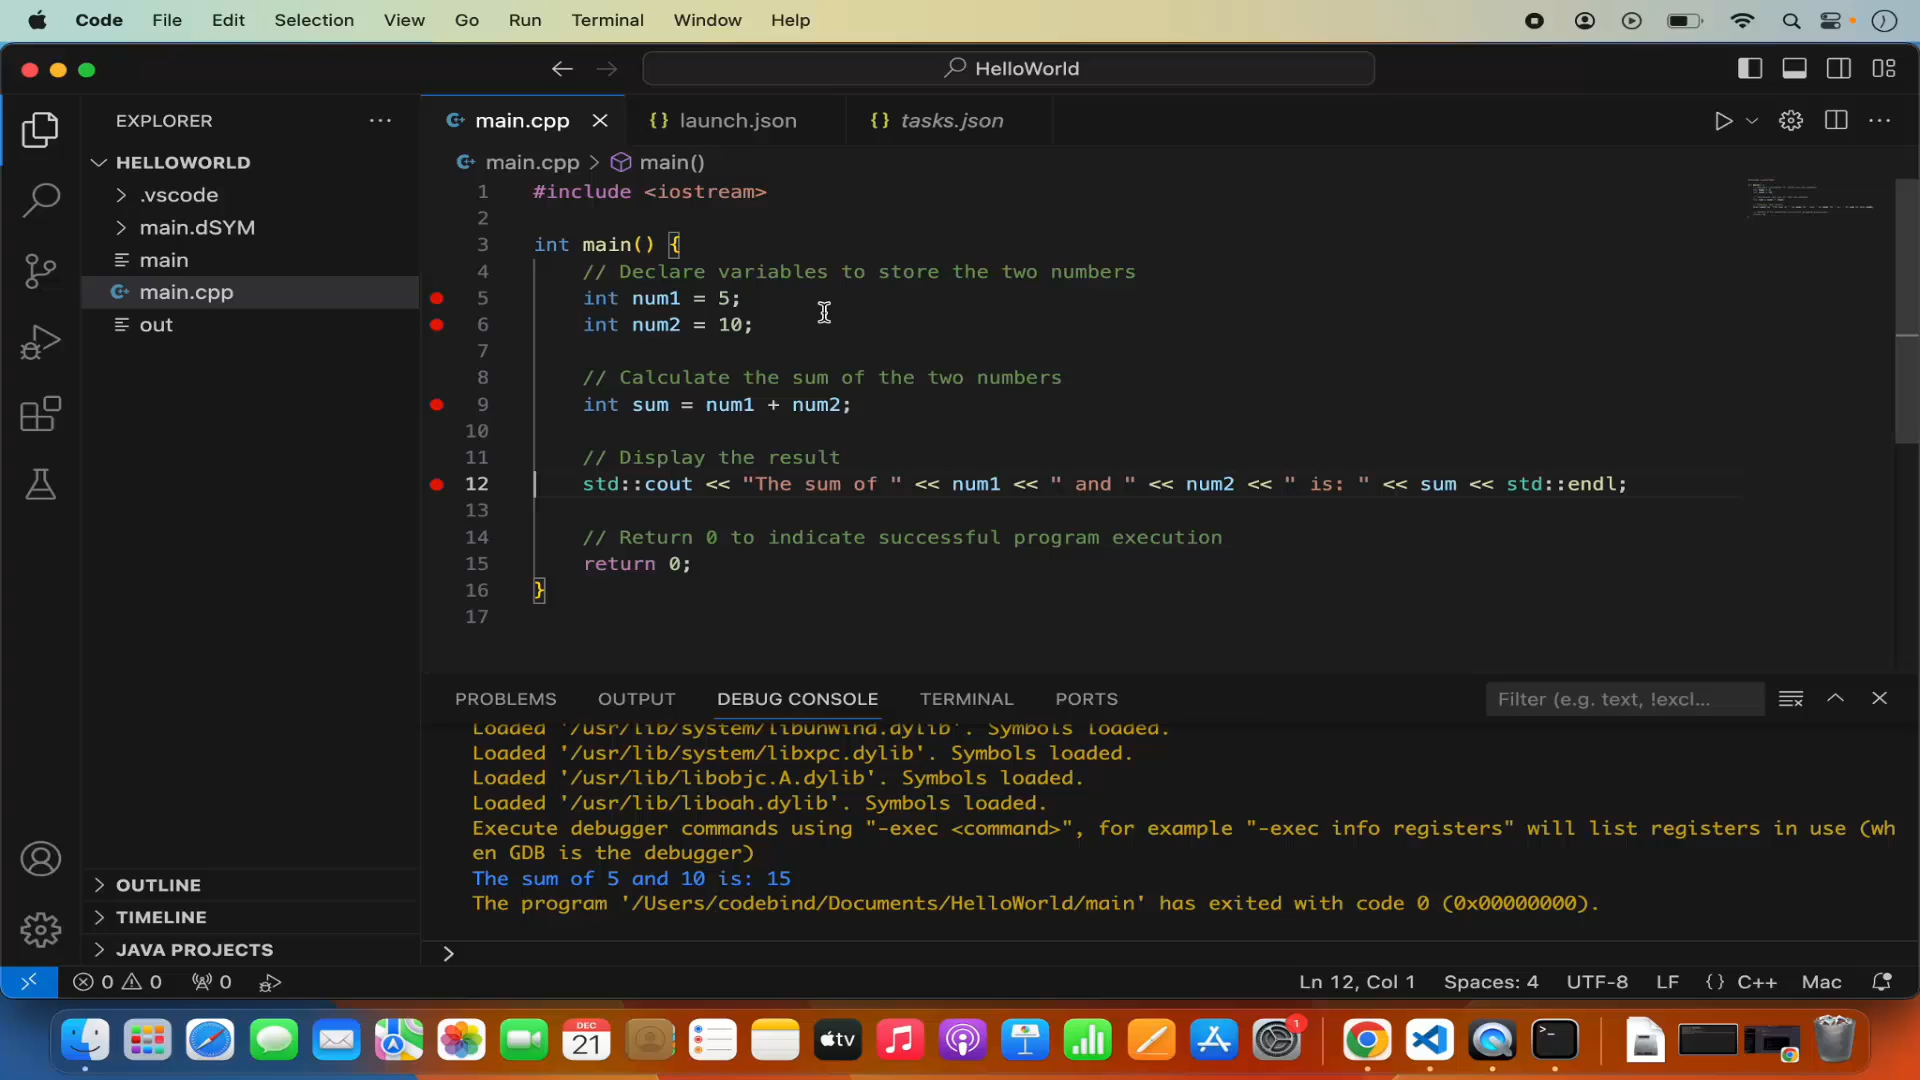 Code File Edit Selection View Go Run Terminal Window Help
HelloWorld
EXPLORER
main.cpp
launch.json
tasks.json
HELLOWORLD
.vscode
main.dSYM
main
main.cpp
out
OUTLINE
TIMELINE
JAVA PROJECTS
main.cpp > main()
1 #include <iostream>
2
3 int main() {
4 // Declare variables to store the two numbers
5 int num1 = 5;
6 int num2 = 10;
7
8 // Calculate the sum of the two numbers
9 int sum = num1 + num2;
10
11 // Display the result
12 std::cout << "The sum of " << num1 << " and " << num2 << " is: " << sum << std::endl;
13
14 // Return 0 to indicate successful program execution
15 return 0;
16 }
17
PROBLEMS OUTPUT DEBUG CONSOLE TERMINAL PORTS
Filter (e.g. text, !excl...
Loaded '/usr/lib/system/libunwind.dylib'. Symbols loaded.
Loaded '/usr/lib/system/libxpc.dylib'. Symbols loaded.
Loaded '/usr/lib/libobjc.A.dylib'. Symbols loaded.
Loaded '/usr/lib/liboah.dylib'. Symbols loaded.
Execute debugger commands using "-exec <command>", for example "-exec info registers" will list registers in use (wh
en GDB is the debugger)
The sum of 5 and 10 is: 15
The program '/Users/codebind/Documents/HelloWorld/main' has exited with code 0 (0x00000000).
>
0 0 0
Ln 12, Col 1 Spaces: 4 UTF-8 LF {} C++ Mac
DEC
21
tv
1